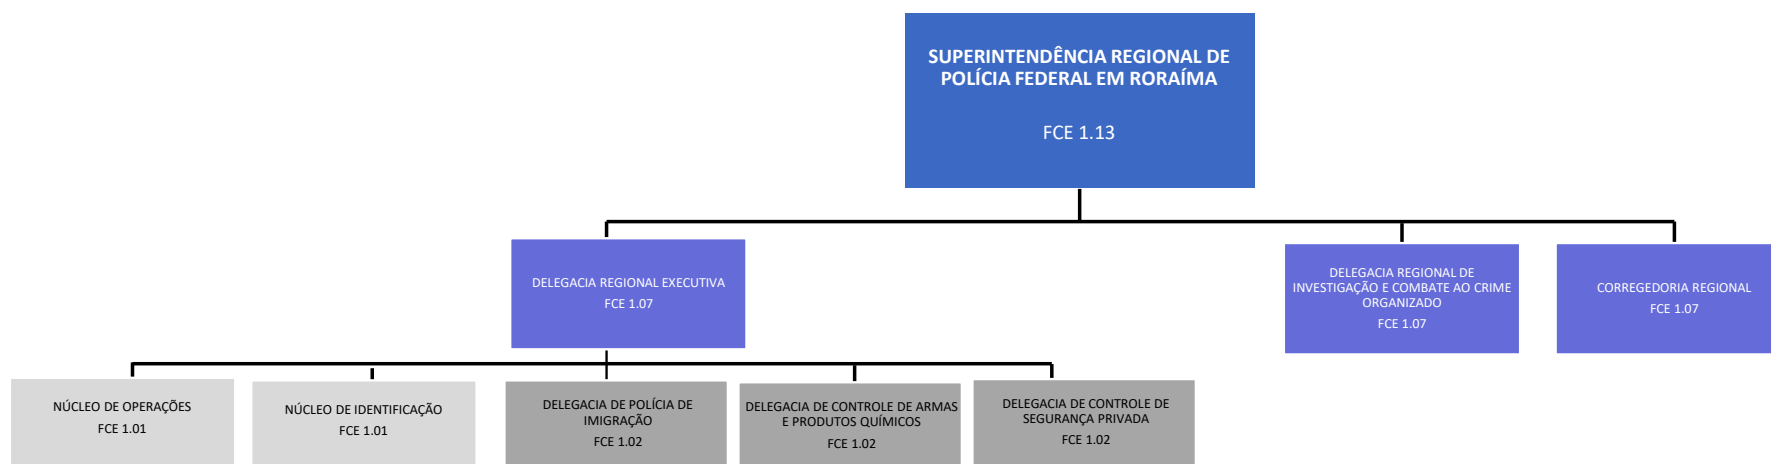 SUPERINTENDÊNCIA REGIONAL DE
POLÍCIA FEDERAL EM RORAÍMA
FCE 1.13
DELEGACIA REGIONAL EXECUTIVA
FCE 1.07
DELEGACIA REGIONAL DE
INVESTIGAÇÃO E COMBATE AO CRIME
ORGANIZADO
FCE 1.07
CORREGEDORIA REGIONAL
FCE 1.07
NÚCLEO DE OPERAÇÕES
FCE 1.01
NÚCLEO DE IDENTIFICAÇÃO
FCE 1.01
DELEGACIA DE POLÍCIA DE
IMIGRAÇÃO
FCE 1.02
DELEGACIA DE CONTROLE DE ARMAS
E PRODUTOS QUÍMICOS
FCE 1.02
DELEGACIA DE CONTROLE DE
SEGURANÇA PRIVADA
FCE 1.02